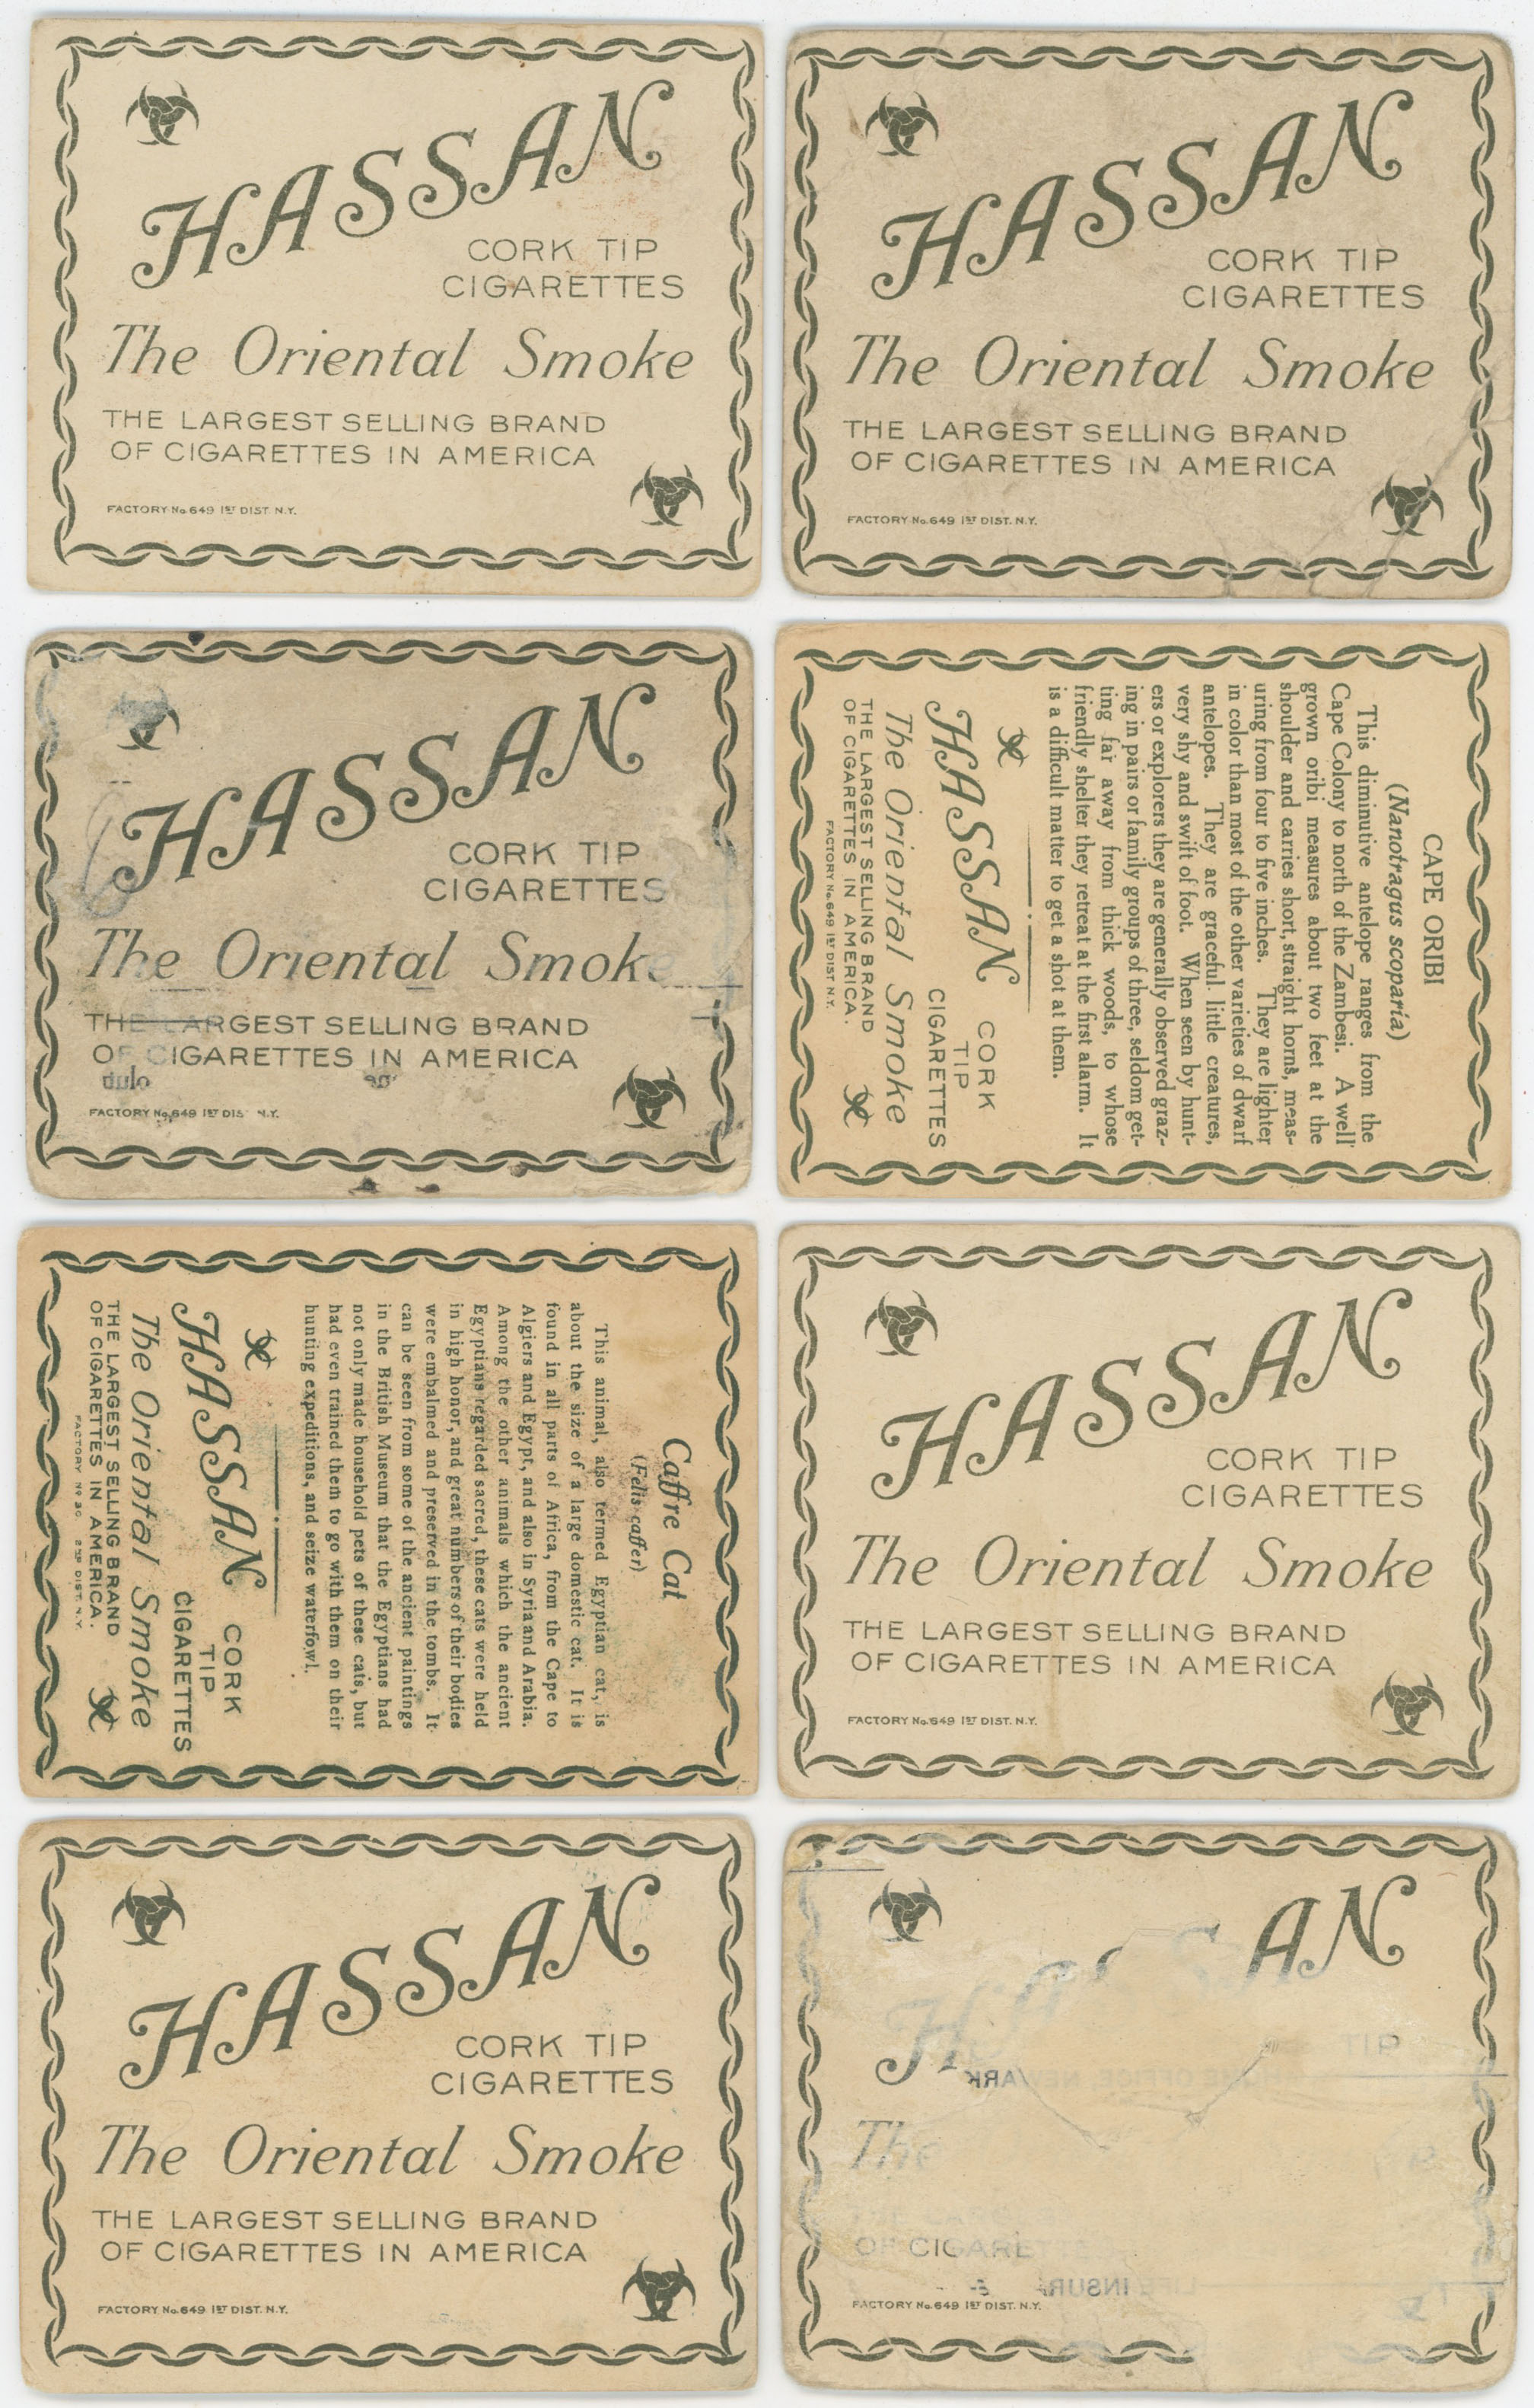 HASSAN
CORK TIP
CIGARETTES
The Oriental Smoke
THE LARGEST SELLING BRAND
OF CIGARETTES IN AMERICA
FACTORY No. 649 1ST DIST. N.Y.
HASSAN
CORK TIP
CIGARETTES
The Oriental Smoke
THE LARGEST SELLING BRAND
OF CIGARETTES IN AMERICA
FACTORY No. 649 1ST DIST. N.Y.
HASSAN
CORK TIP
CIGARETTES
The Oriental Smoke
THE LARGEST SELLING BRAND
OF CIGARETTES IN AMERICA
FACTORY No. 649 1ST DIS N.Y.
CAPE ORIBI
(Nanotragus scoparia)
This diminutive antelope ranges from the
Cape Colony to north of the Zambesi. A well
grown oribi measures about two feet at the
shoulder and carries short, straight horns, meas-
uring from four to five inches. They are lighter
in color than most of the other varieties of dwarf
antelopes. They are graceful little creatures,
very shy and swift of foot. When seen by hunt-
ers or explorers they are generally observed graz-
ing in pairs or family groups of three, seldom get-
ting far away from thick woods, to whose
friendly shelter they retreat at the first alarm. It
is a difficult matter to get a shot at them.
HASSAN
CORK
TIP
CIGARETTES
The Oriental Smoke
THE LARGEST SELLING BRAND
OF CIGARETTES IN AMERICA.
FACTORY No. 649 1ST DIST N.Y.
Caffre Cat
(Felis caffer)
This animal, also termed Egyptian cat, is
about the size of a large domestic cat. It is
found in all parts of Africa, from the Cape to
Algiers and Egypt, and also in Syria and Arabia.
Among the other animals which the ancient
Egyptians regarded sacred, these cats were held
in high honor, and great numbers of their bodies
were embalmed and preserved in the tombs. It
can be seen from some of the ancient paintings
in the British Museum that the Egyptians had
not only made household pets of these cats, but
had even trained them to go with them on their
hunting expeditions, and seize waterfowl.
HASSAN
CORK
TIP
CIGARETTES
The Oriental Smoke
THE LARGEST SELLING BRAND
OF CIGARETTES IN AMERICA.
FACTORY No 30 2ND DIST. N.Y.
HASSAN
CORK TIP
CIGARETTES
The Oriental Smoke
THE LARGEST SELLING BRAND
OF CIGARETTES IN AMERICA
FACTORY No. 649 1ST DIST. N.Y.
HASSAN
CORK TIP
CIGARETTES
The Oriental Smoke
THE LARGEST SELLING BRAND
OF CIGARETTES IN AMERICA
FACTORY No. 649 1ST DIST. N.Y.
HASSAN
The
OF CIGARET
LIFE INSUR
FACTORY No. 649 1ST DIST. N.Y.